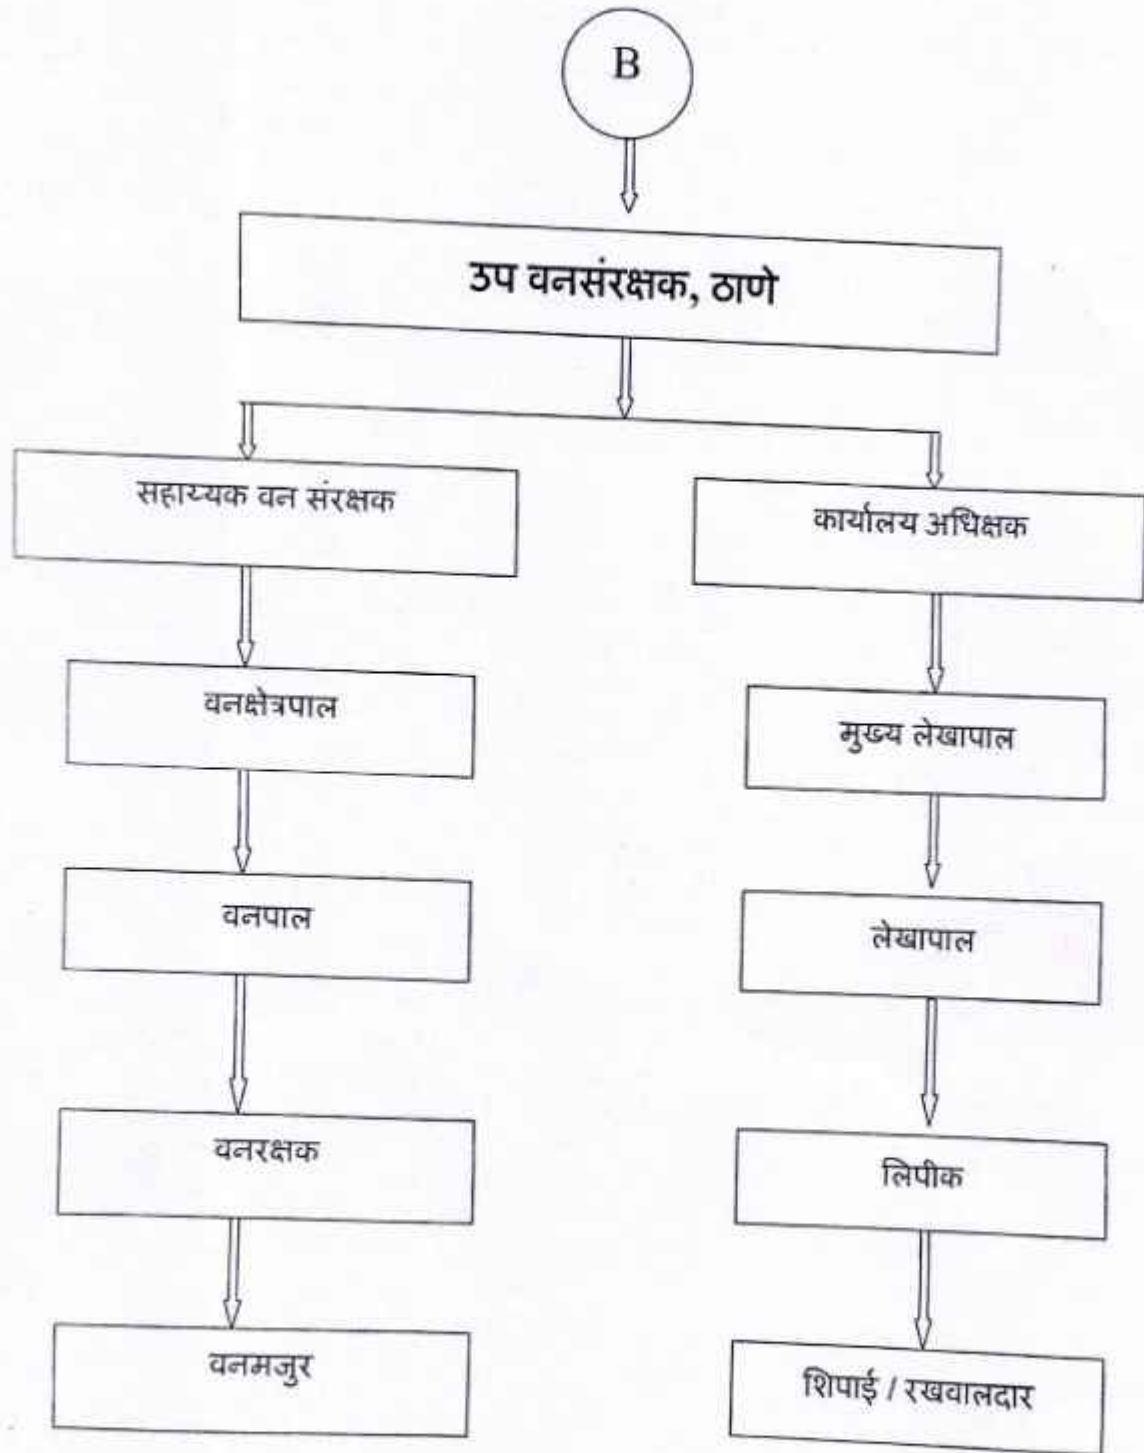 B
उप वनसंरक्षक, ठाणे
सहाय्यक वन संरक्षक
कार्यालय अधिक्षक
वनक्षेत्रपाल
मुख्य लेखापाल
वनपाल
लेखापाल
वनरक्षक
लिपीक
वनमजुर
शिपाई / रखवालदार